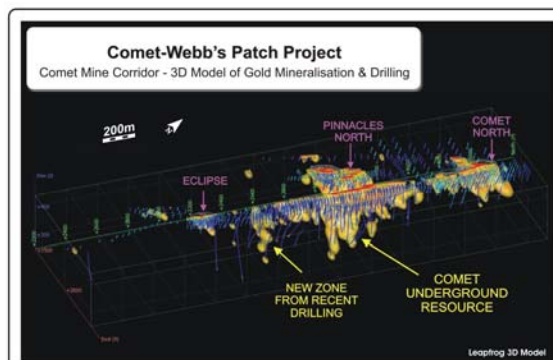 Comet-Webb's Patch Project
Comet Mine Corridor - 3D Model of Gold Mineralisation & Drilling
200m
PINNACLES
NORTH
COMET
NORTH
ECLIPSE
NEW ZONE
FROM RECENT
DRILLING
COMET
UNDERGROUND
RESOURCE
Leapfrog 3D Model